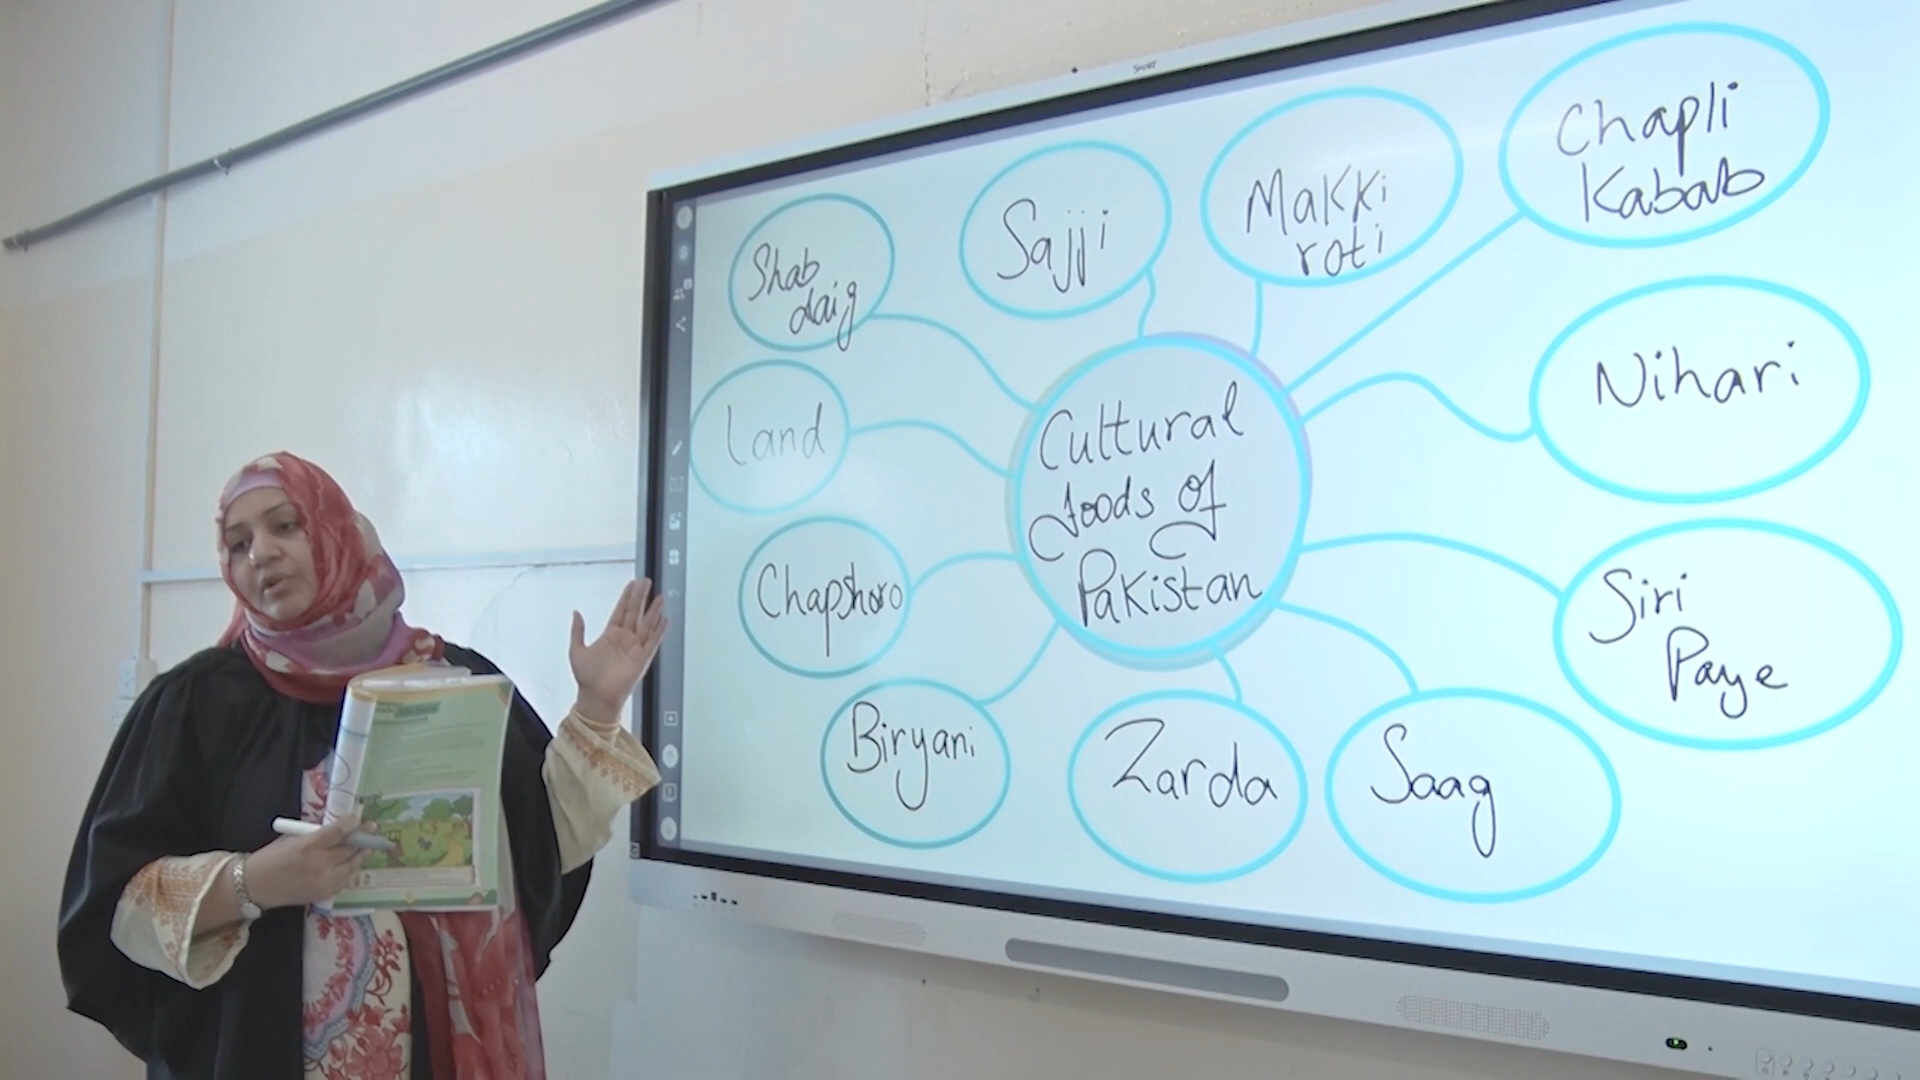 SMART
Chapli
Kabab
Makki
roti
Sajji
Shab
daig
Nihari
Land
Cultural
foods of
Pakistan
Chapshoro
Siri
Paye
Biryani
Zarda
Saag